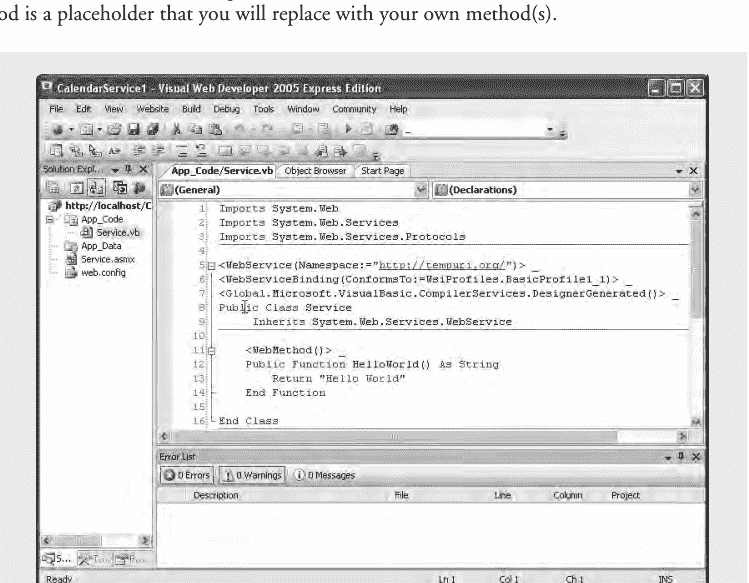 od is a placeholder that you will replace with your own method(s).
CalendarService1 - Visual Web Developer 2005 Express Edition
File Edit View Website Build Debug Tools Window Community Help
Solution Expl...
App_Code/Service.vb Object Browser Start Page
(General) (Declarations)
http://localhost/C
App_Code
Service.vb
App_Data
Service.asmx
web.config
1 Imports System.Web
2 Imports System.Web.Services
3 Imports System.Web.Services.Protocols
4
5 <WebService(Namespace:="http://tempuri.org/")> _
6 <WebServiceBinding(ConformsTo:=WsiProfiles.BasicProfile1_1)> _
7 <Global.Microsoft.VisualBasic.CompilerServices.DesignerGenerated()> _
8 Public Class Service
9 Inherits System.Web.Services.WebService
10
11 <WebMethod()> _
12 Public Function HelloWorld() As String
13 Return "Hello World"
14 End Function
15
16 End Class
Error List
0 Errors 0 Warnings 0 Messages
Description File Line Column Project
S... T... P...
Ready Ln 1 Col 1 Ch 1 INS